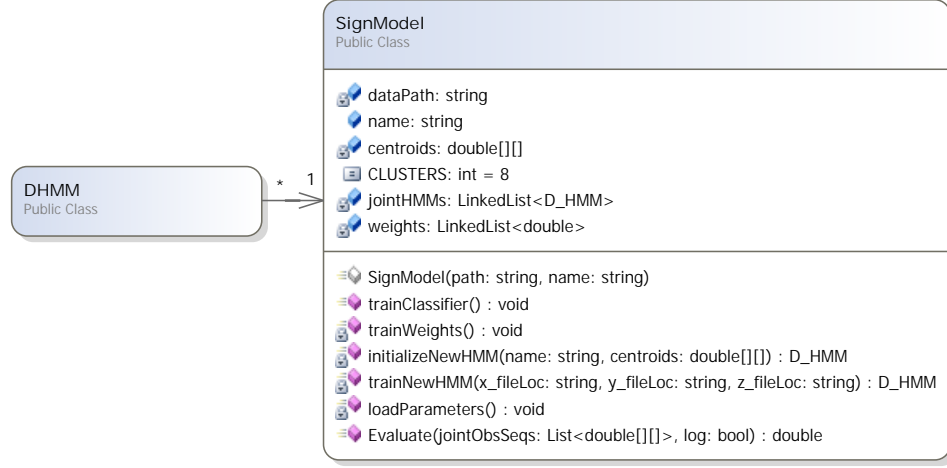 SignModel
Public Class
dataPath: string
name: string
centroids: double[][]
CLUSTERS: int = 8
jointHMMs: LinkedList<D_HMM>
weights: LinkedList<double>
DHMM
Public Class
* 1
SignModel(path: string, name: string)
trainClassifier() : void
trainWeights() : void
initializeNewHMM(name: string, centroids: double[][]) : D_HMM
trainNewHMM(x_fileLoc: string, y_fileLoc: string, z_fileLoc: string) : D_HMM
loadParameters() : void
Evaluate(jointObsSeqs: List<double[][]>, log: bool) : double